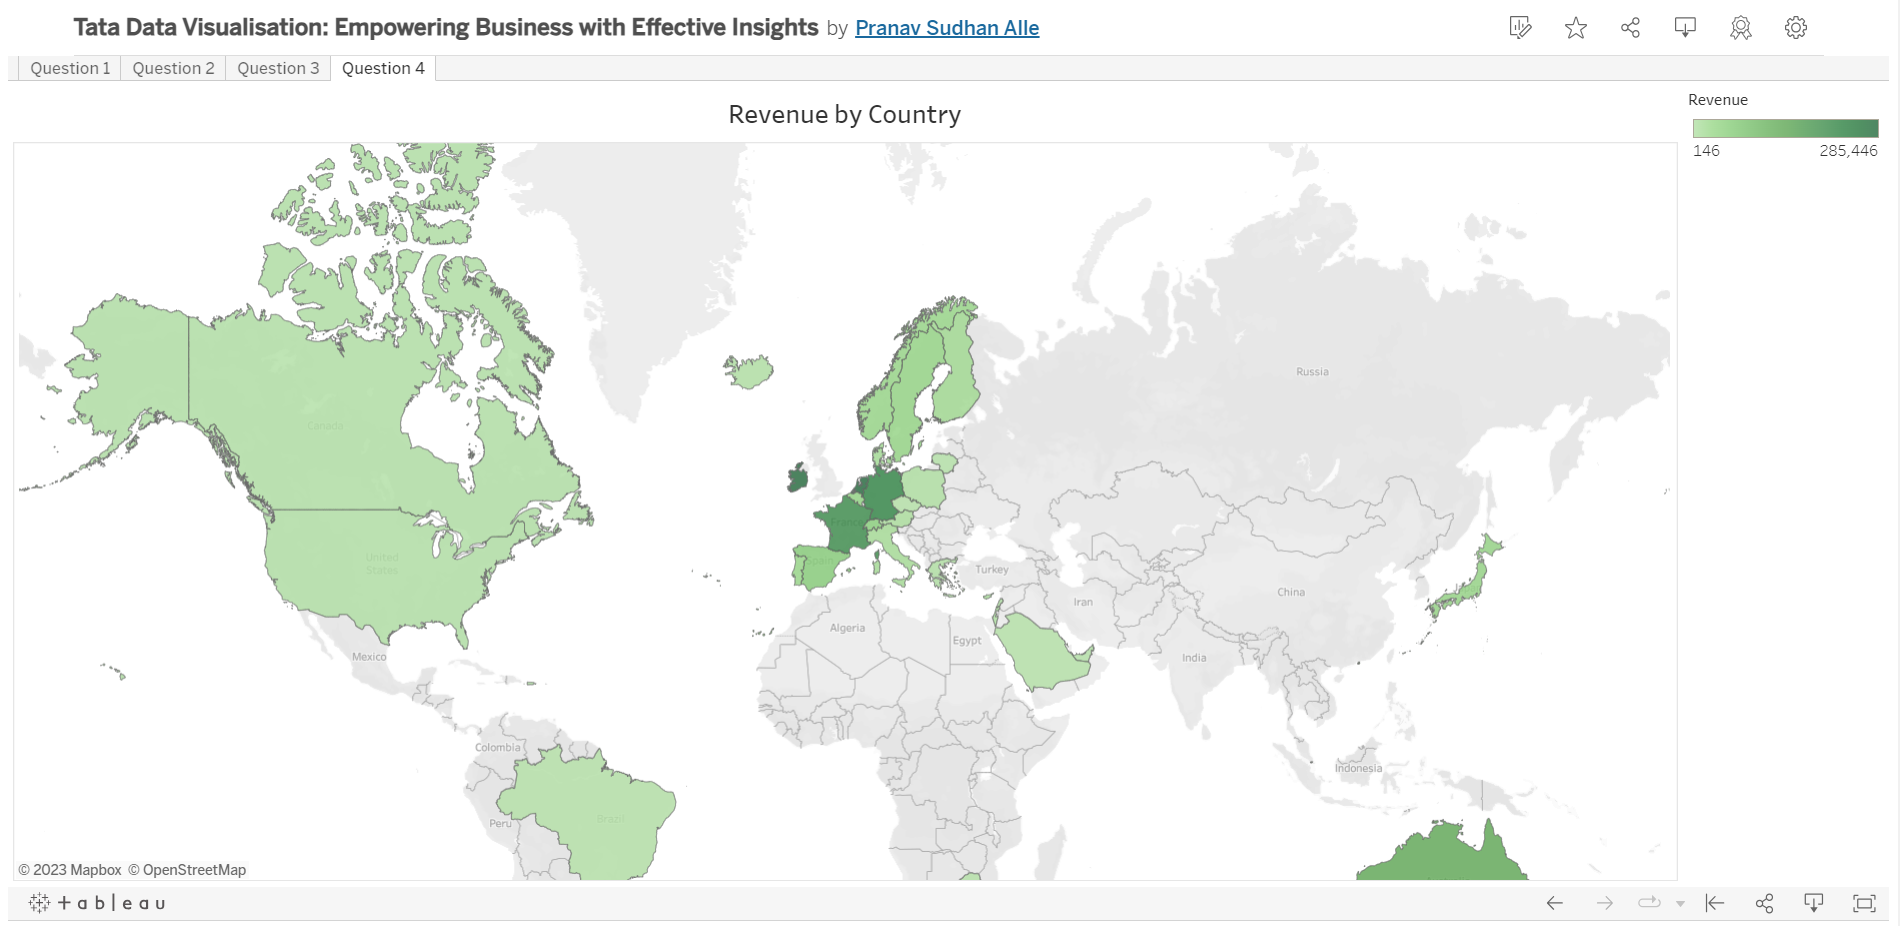 Tata Data Visualisation: Empowering Business with Effective Insights by Pranav Sudhan Alle
Question 1 Question 2 Question 3 Question 4
Revenue by Country
Revenue
146 285,446
Russia
Canada
France
United
States
Spain
Turkey
China
Iran
Algeria
Egypt
Mexico
India
Colombia
Indonesia
Brazil
Peru
© 2023 Mapbox © OpenStreetMap
+ableau